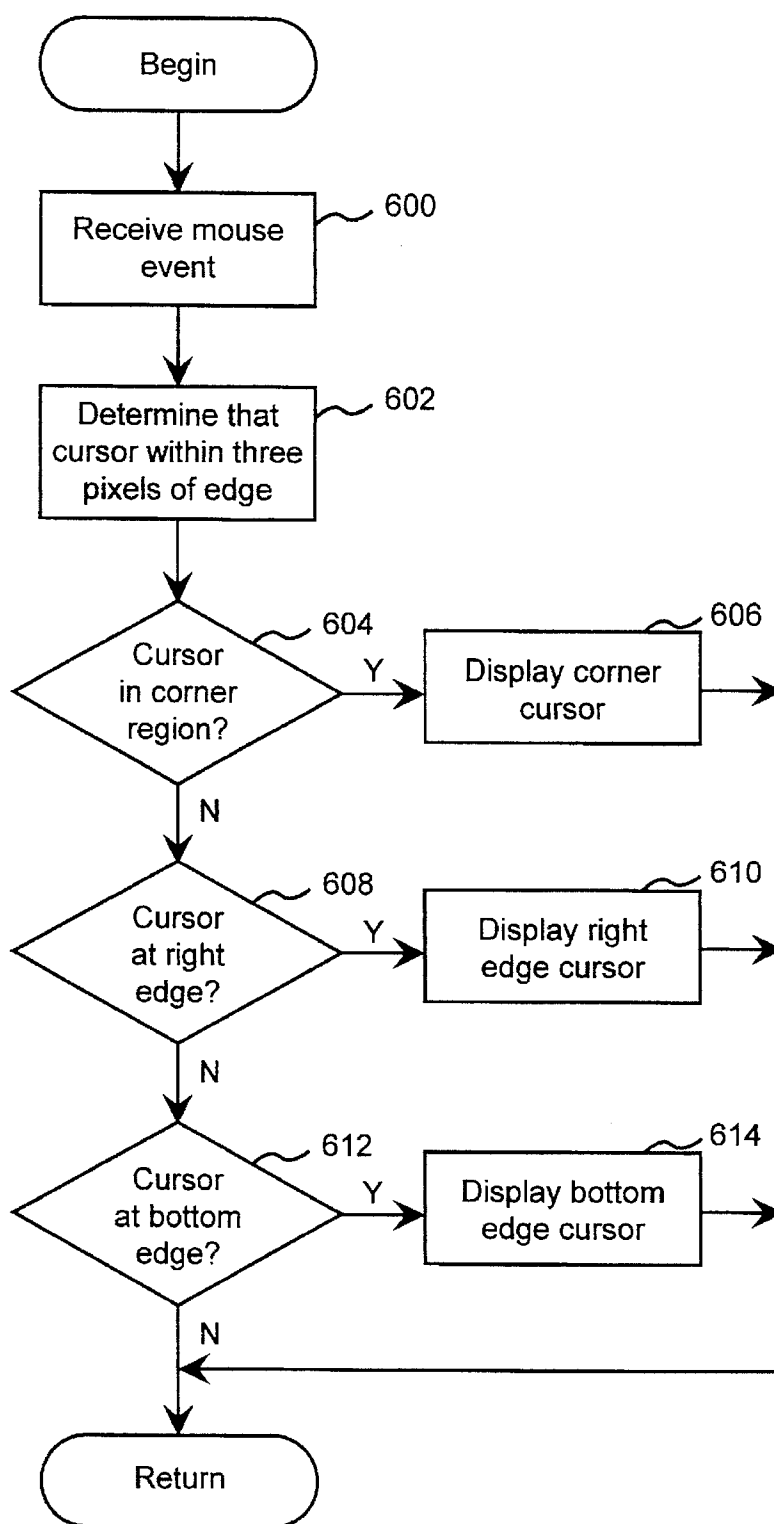 Begin
600
Receive mouse
event
602
Determine that
cursor within three
pixels of edge
604
Cursor
in corner
region?
Y
606
Display corner
cursor
N
608
Cursor
at right
edge?
Y
610
Display right
edge cursor
N
612
Cursor
at bottom
edge?
Y
614
Display bottom
edge cursor
N
Return